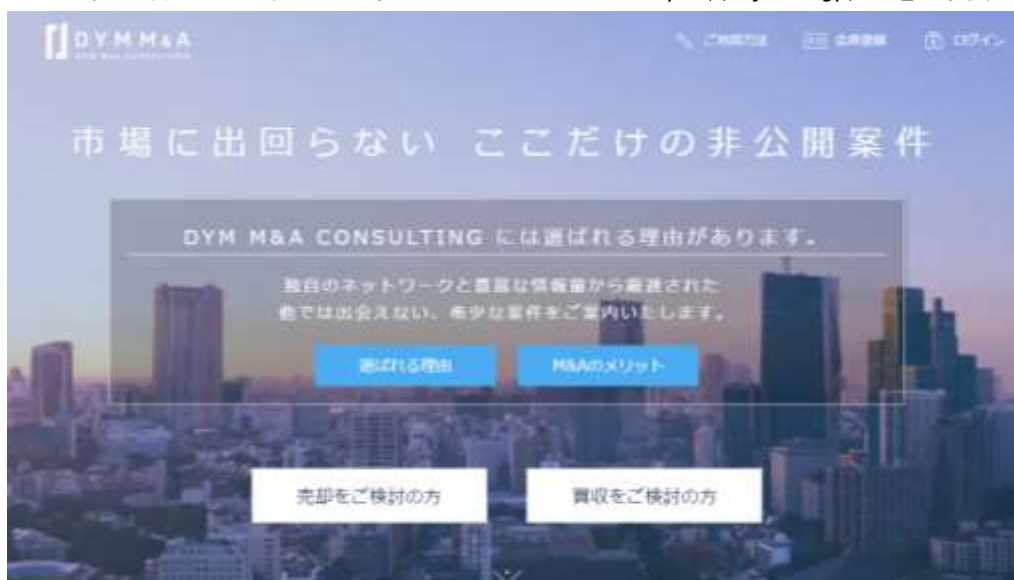 DYM M&A
ご利用方法
会員登録
ログイン
市場に出回らない ここだけの非公開案件
DYM M&A CONSULTING には選ばれる理由があります。
独自のネットワークと豊富な情報量から厳選された
他では出会えない、希少な案件をご案内いたします。
選ばれる理由
M&Aのメリット
売却をご検討の方
買収をご検討の方